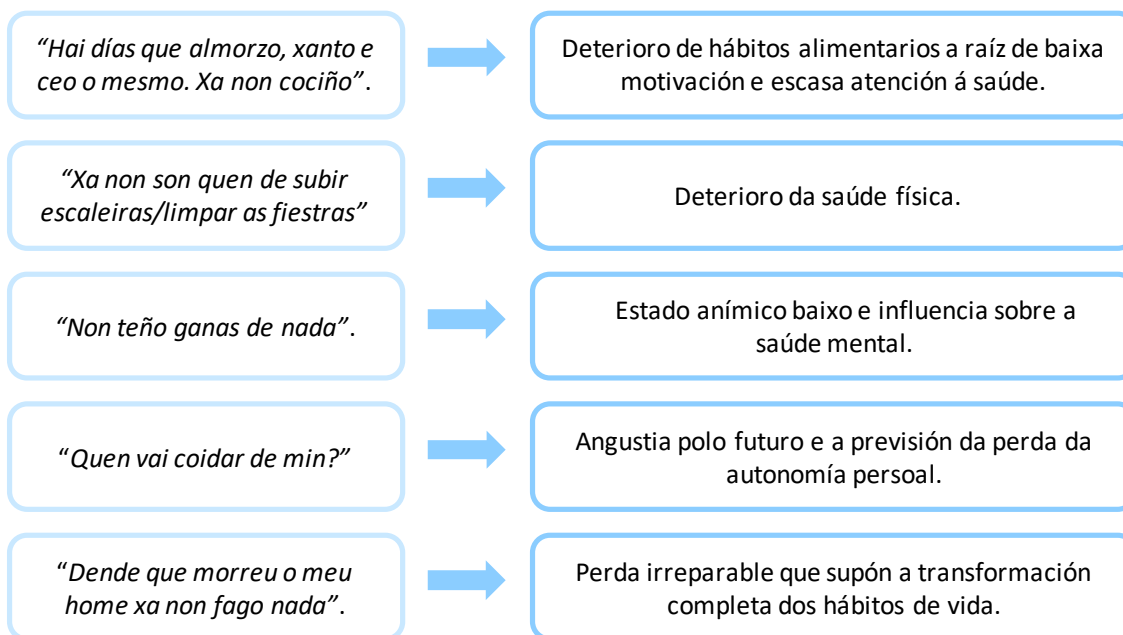 “Hai días que almorzo, xanto e
ceo o mesmo. Xa non cociño”.
Deterioro de hábitos alimentarios a raíz de baixa
motivación e escasa atención á saúde.
“Xa non son quen de subir
escaleiras/limpar as fiestras”
Deterioro da saúde física.
“Non teño ganas de nada”.
Estado anímico baixo e influencia sobre a
saúde mental.
“Quen vai coidar de min?”
Angustia polo futuro e a previsión da perda da
autonomía persoal.
“Dende que morreu o meu
home xa non fago nada”.
Perda irreparable que supón a transformación
completa dos hábitos de vida.